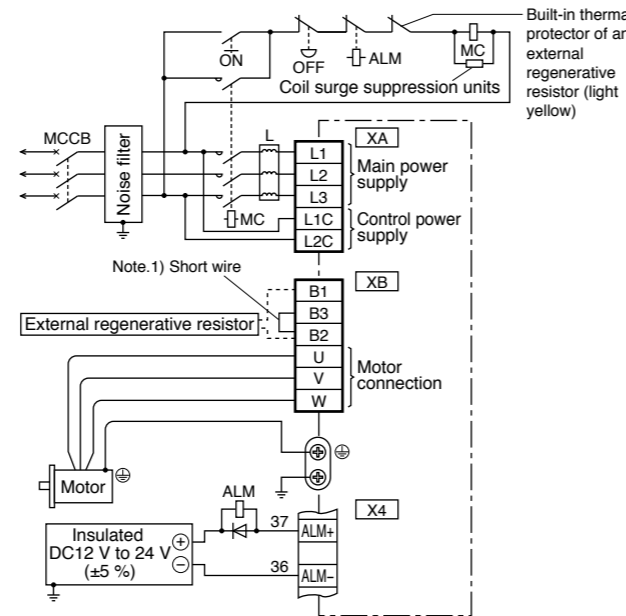 Built-in therma
protector of an
external
regenerative
resistor (light
yellow)
ON
OFF
ALM
MC
Coil surge suppression units
MCCB
Noise filter
L
MC
XA
L1
L2
L3
L1C
L2C
Main power
supply
Control power
supply
Note.1) Short wire
XB
B1
B3
B2
U
V
W
External regenerative resistor
Motor
connection
Motor
ALM
X4
Insulated
DC12 V to 24 V
(±5 %)
+
−
37
ALM+
36
ALM−